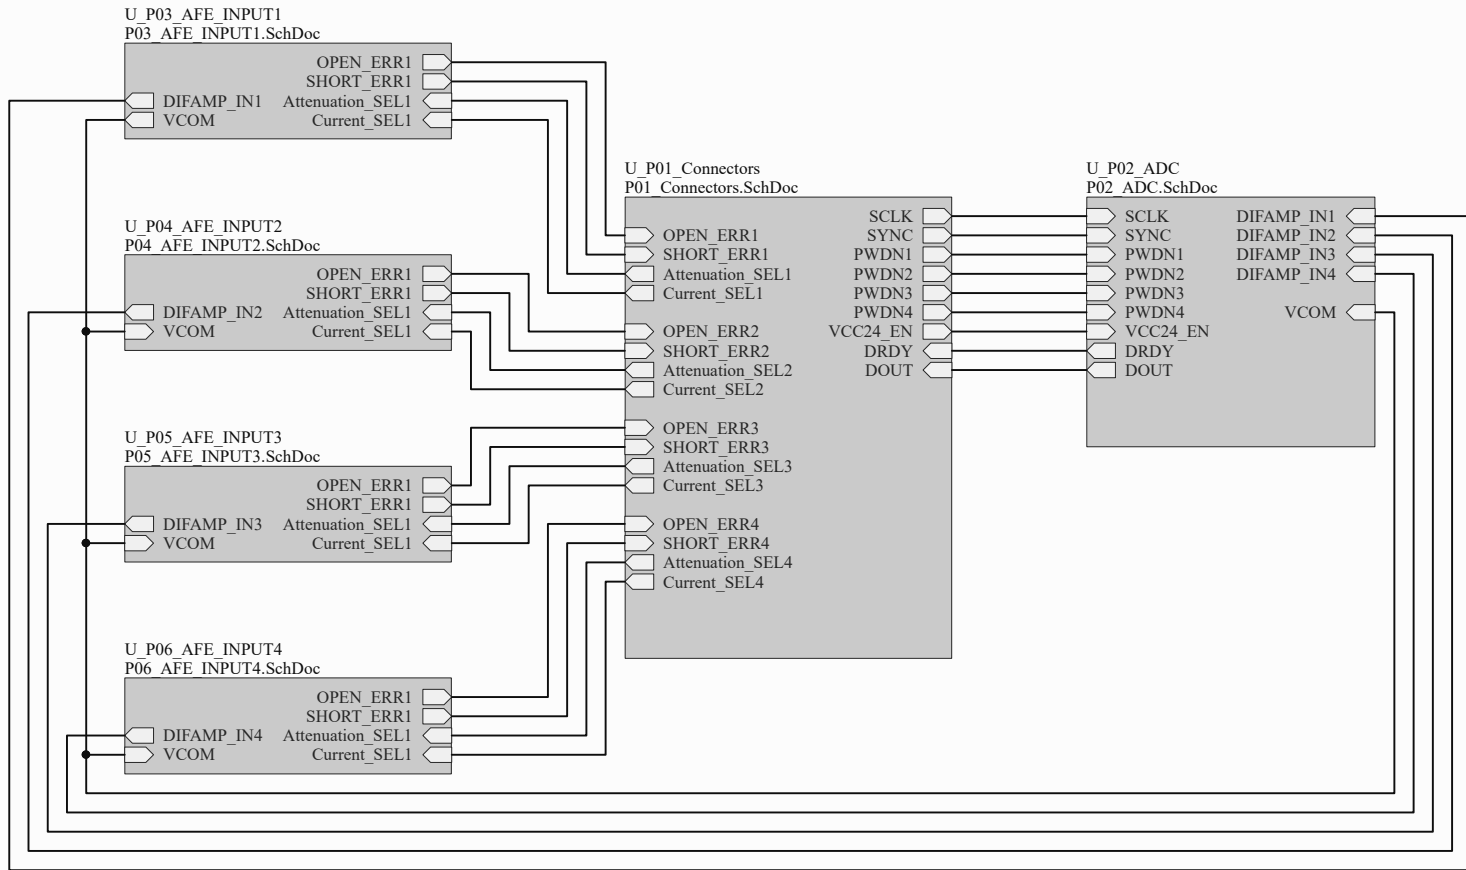 U_P03_AFE_INPUT1
P03_AFE_INPUT1.SchDoc
OPEN_ERR1
SHORT_ERR1
DIFAMP_IN1 Attenuation_SEL1
VCOM Current_SEL1
U_P04_AFE_INPUT2
P04_AFE_INPUT2.SchDoc
OPEN_ERR1
SHORT_ERR1
DIFAMP_IN2 Attenuation_SEL1
VCOM Current_SEL1
U_P05_AFE_INPUT3
P05_AFE_INPUT3.SchDoc
OPEN_ERR1
SHORT_ERR1
DIFAMP_IN3 Attenuation_SEL1
VCOM Current_SEL1
U_P06_AFE_INPUT4
P06_AFE_INPUT4.SchDoc
OPEN_ERR1
SHORT_ERR1
DIFAMP_IN4 Attenuation_SEL1
VCOM Current_SEL1
U_P01_Connectors
P01_Connectors.SchDoc
SCLK
OPEN_ERR1 SYNC
SHORT_ERR1 PWDN1
Attenuation_SEL1 PWDN2
Current_SEL1 PWDN3
PWDN4
OPEN_ERR2 VCC24_EN
SHORT_ERR2 DRDY
Attenuation_SEL2 DOUT
Current_SEL2
OPEN_ERR3
SHORT_ERR3
Attenuation_SEL3
Current_SEL3
OPEN_ERR4
SHORT_ERR4
Attenuation_SEL4
Current_SEL4
U_P02_ADC
P02_ADC.SchDoc
SCLK DIFAMP_IN1
SYNC DIFAMP_IN2
PWDN1 DIFAMP_IN3
PWDN2 DIFAMP_IN4
PWDN3
PWDN4 VCOM
VCC24_EN
DRDY
DOUT